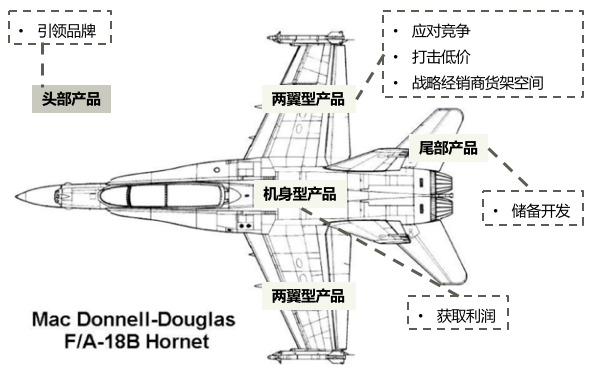 • 引领品牌
头部产品
两翼型产品
• 应对竞争
• 打击低价
• 战略经销商货架空间
尾部产品
机身型产品
• 储备开发
两翼型产品
• 获取利润
Mac Donnell-Douglas
F/A-18B Hornet